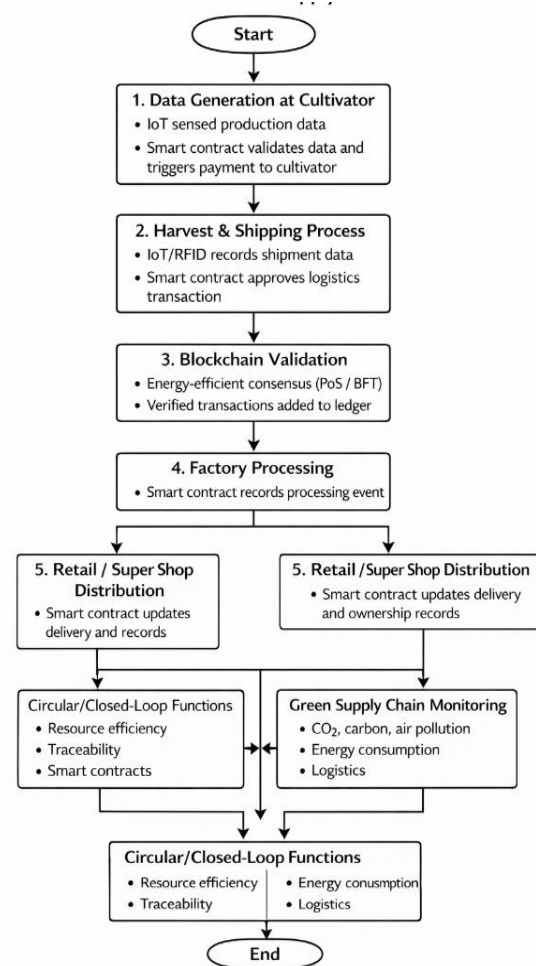 Start
1. Data Generation at Cultivator
• IoT sensed production data
• Smart contract validates data and
triggers payment to cultivator
2. Harvest & Shipping Process
• IoT/RFID records shipment data
• Smart contract approves logistics
transaction
3. Blockchain Validation
• Energy-efficient consensus (PoS / BFT)
• Verified transactions added to ledger
4. Factory Processing
• Smart contract records processing event
5. Retail / Super Shop
Distribution
• Smart contract updates
delivery and records
5. Retail /Super Shop Distribution
• Smart contract updates delivery
and ownership records
Circular/Closed-Loop Functions
• Resource efficiency
• Traceability
• Smart contracts
Green Supply Chain Monitoring
• CO₂, carbon, air pollution
• Energy consumption
• Logistics
Circular/Closed-Loop Functions
• Resource efficiency
• Traceability
• Energy conusmption
• Logistics
End